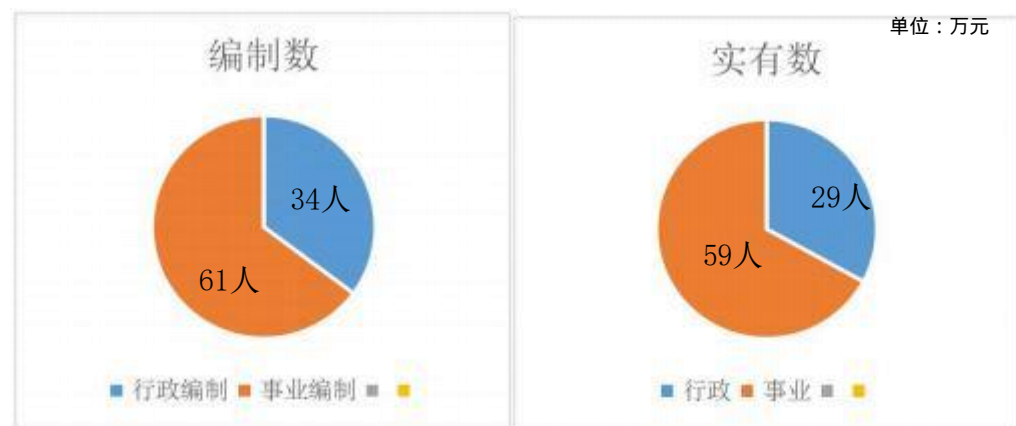 单位：万元
编制数
34人
61人
行政编制 事业编制
实有数
29人
59人
行政 事业